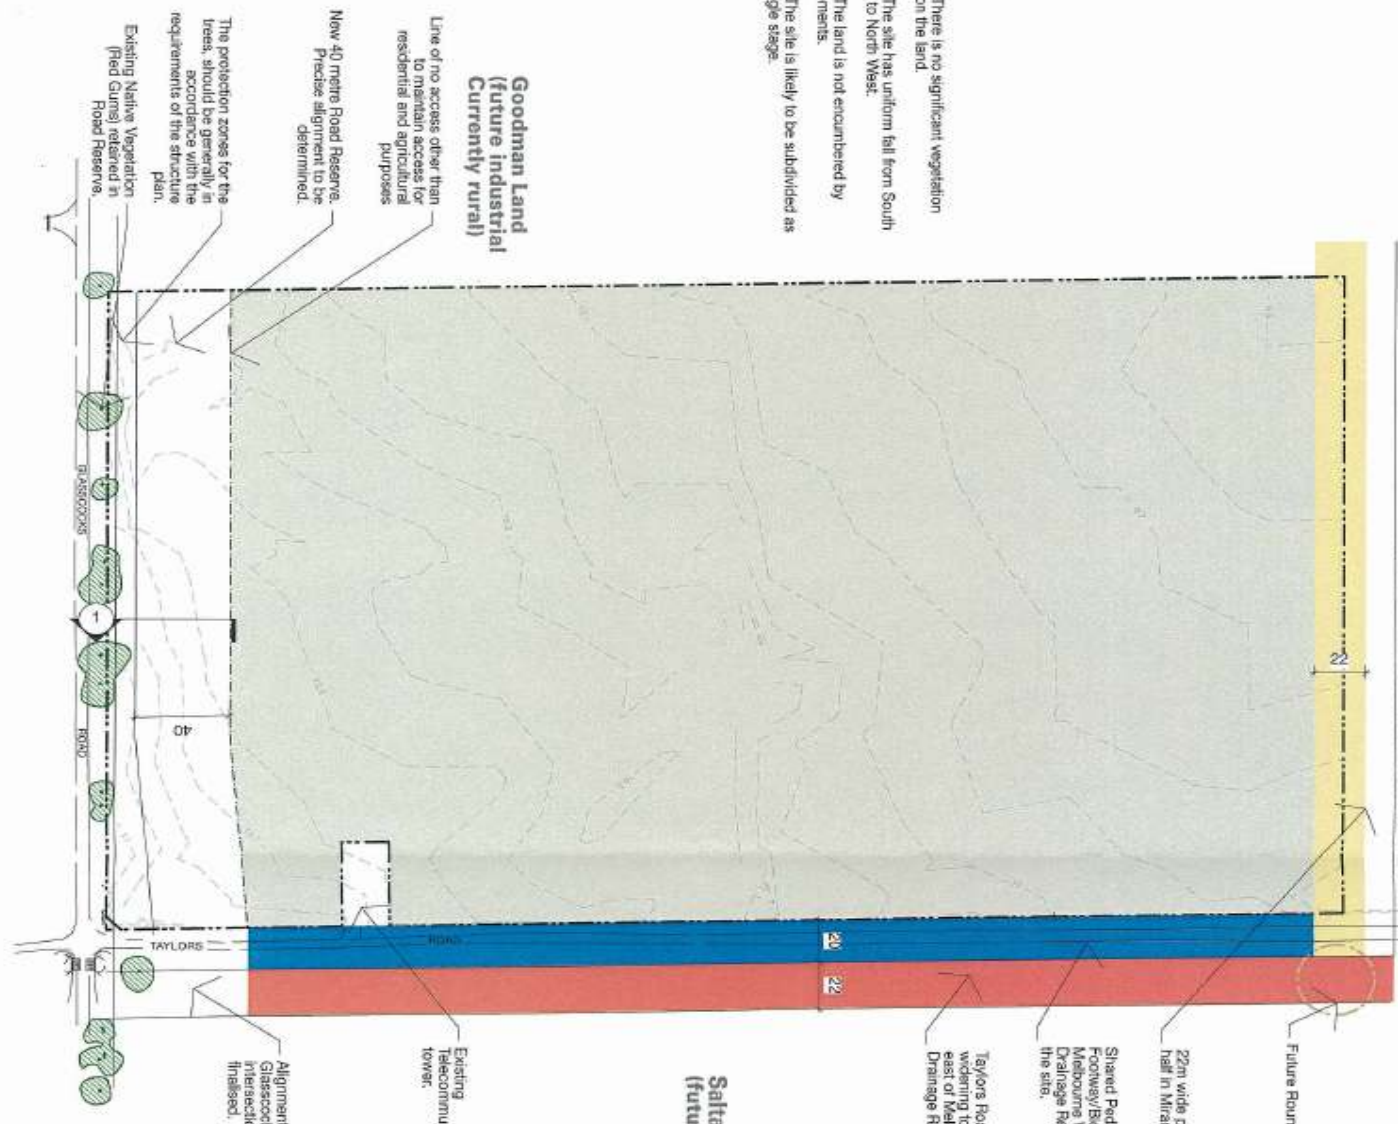 There is no significant vegetation
on the land.
The site has uniform fall from South
to North West.
The land is not encumbered by
ments.
The site is likely to be subdivided as
gle stage.
Goodman Land
(future industrial
Currently rural)
Line of no access other than
to maintain access for
residential and agricultural
purposes
New 40 metre Road Reserve.
Precise alignment to be
determined.
The protection zones for the
trees, should be generally in
accordance with the
requirements of the structure
plan.
Existing Native Vegetation
(Red Gums) retained in
Road Reserve.
GLASSCOCKS
ROAD
1
40
22
TAYLORS
ROAD
20
22
Future Roun
22m wide p
half in Mira
Shared Ped
Footway/Bi
Melbourne
Drainage Re
the site.
Taylors Roa
widening to
east of Mel
Drainage R
Salta
(futu
Existing
Telecommu
tower.
Alignment
Glasscoc
intersecti
finalised.